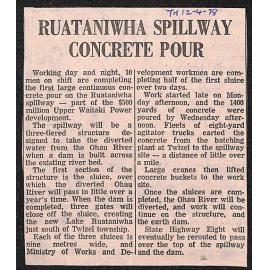 TH 12-4-78
RUATANIWHA SPILLWAY
CONCRETE POUR
Working day and night, 10
men on shift are completing
the first large continuous con-
crete pour on the Ruataniwha
spillway — part of the $500
million Upper Waitaki Power
development.
The spillway will be a
three-tiered structure de-
signed to take the diverted
water from the Ohau River
when a dam is built across
the existing river bed.
The first section of the
structure is the sluice, over
which the diverted Ohau
River will pass in little over a
year's time. When the dam is
completed, three gates will
close off the sluice, creating
the new Lake Ruataniwha
just south of Twizel township.
Each of the three sluices is
nine metres wide, and
Ministry of Works and De-
velopment workmen are com-
pleting half of the first sluice
over two days.
Work started late on Mon-
day afternoon, and the 1400
yards of concrete were
poured by Wednesday after-
noon. Fleets of eight-yard
agitator trucks carted the
concrete from the batching
plant at Twizel to the spillway
site — a distance of little over
a mile.
Large cranes then lifted
concrete buckets to the work
site.
Once the sluices are com-
pleted, the Ohau River will
be diverted, and work will con-
tinue on the structure, and
the earth dam.
State Highway Eight will
eventually be rerouted to pass
over the top of the spillway
and the dam.